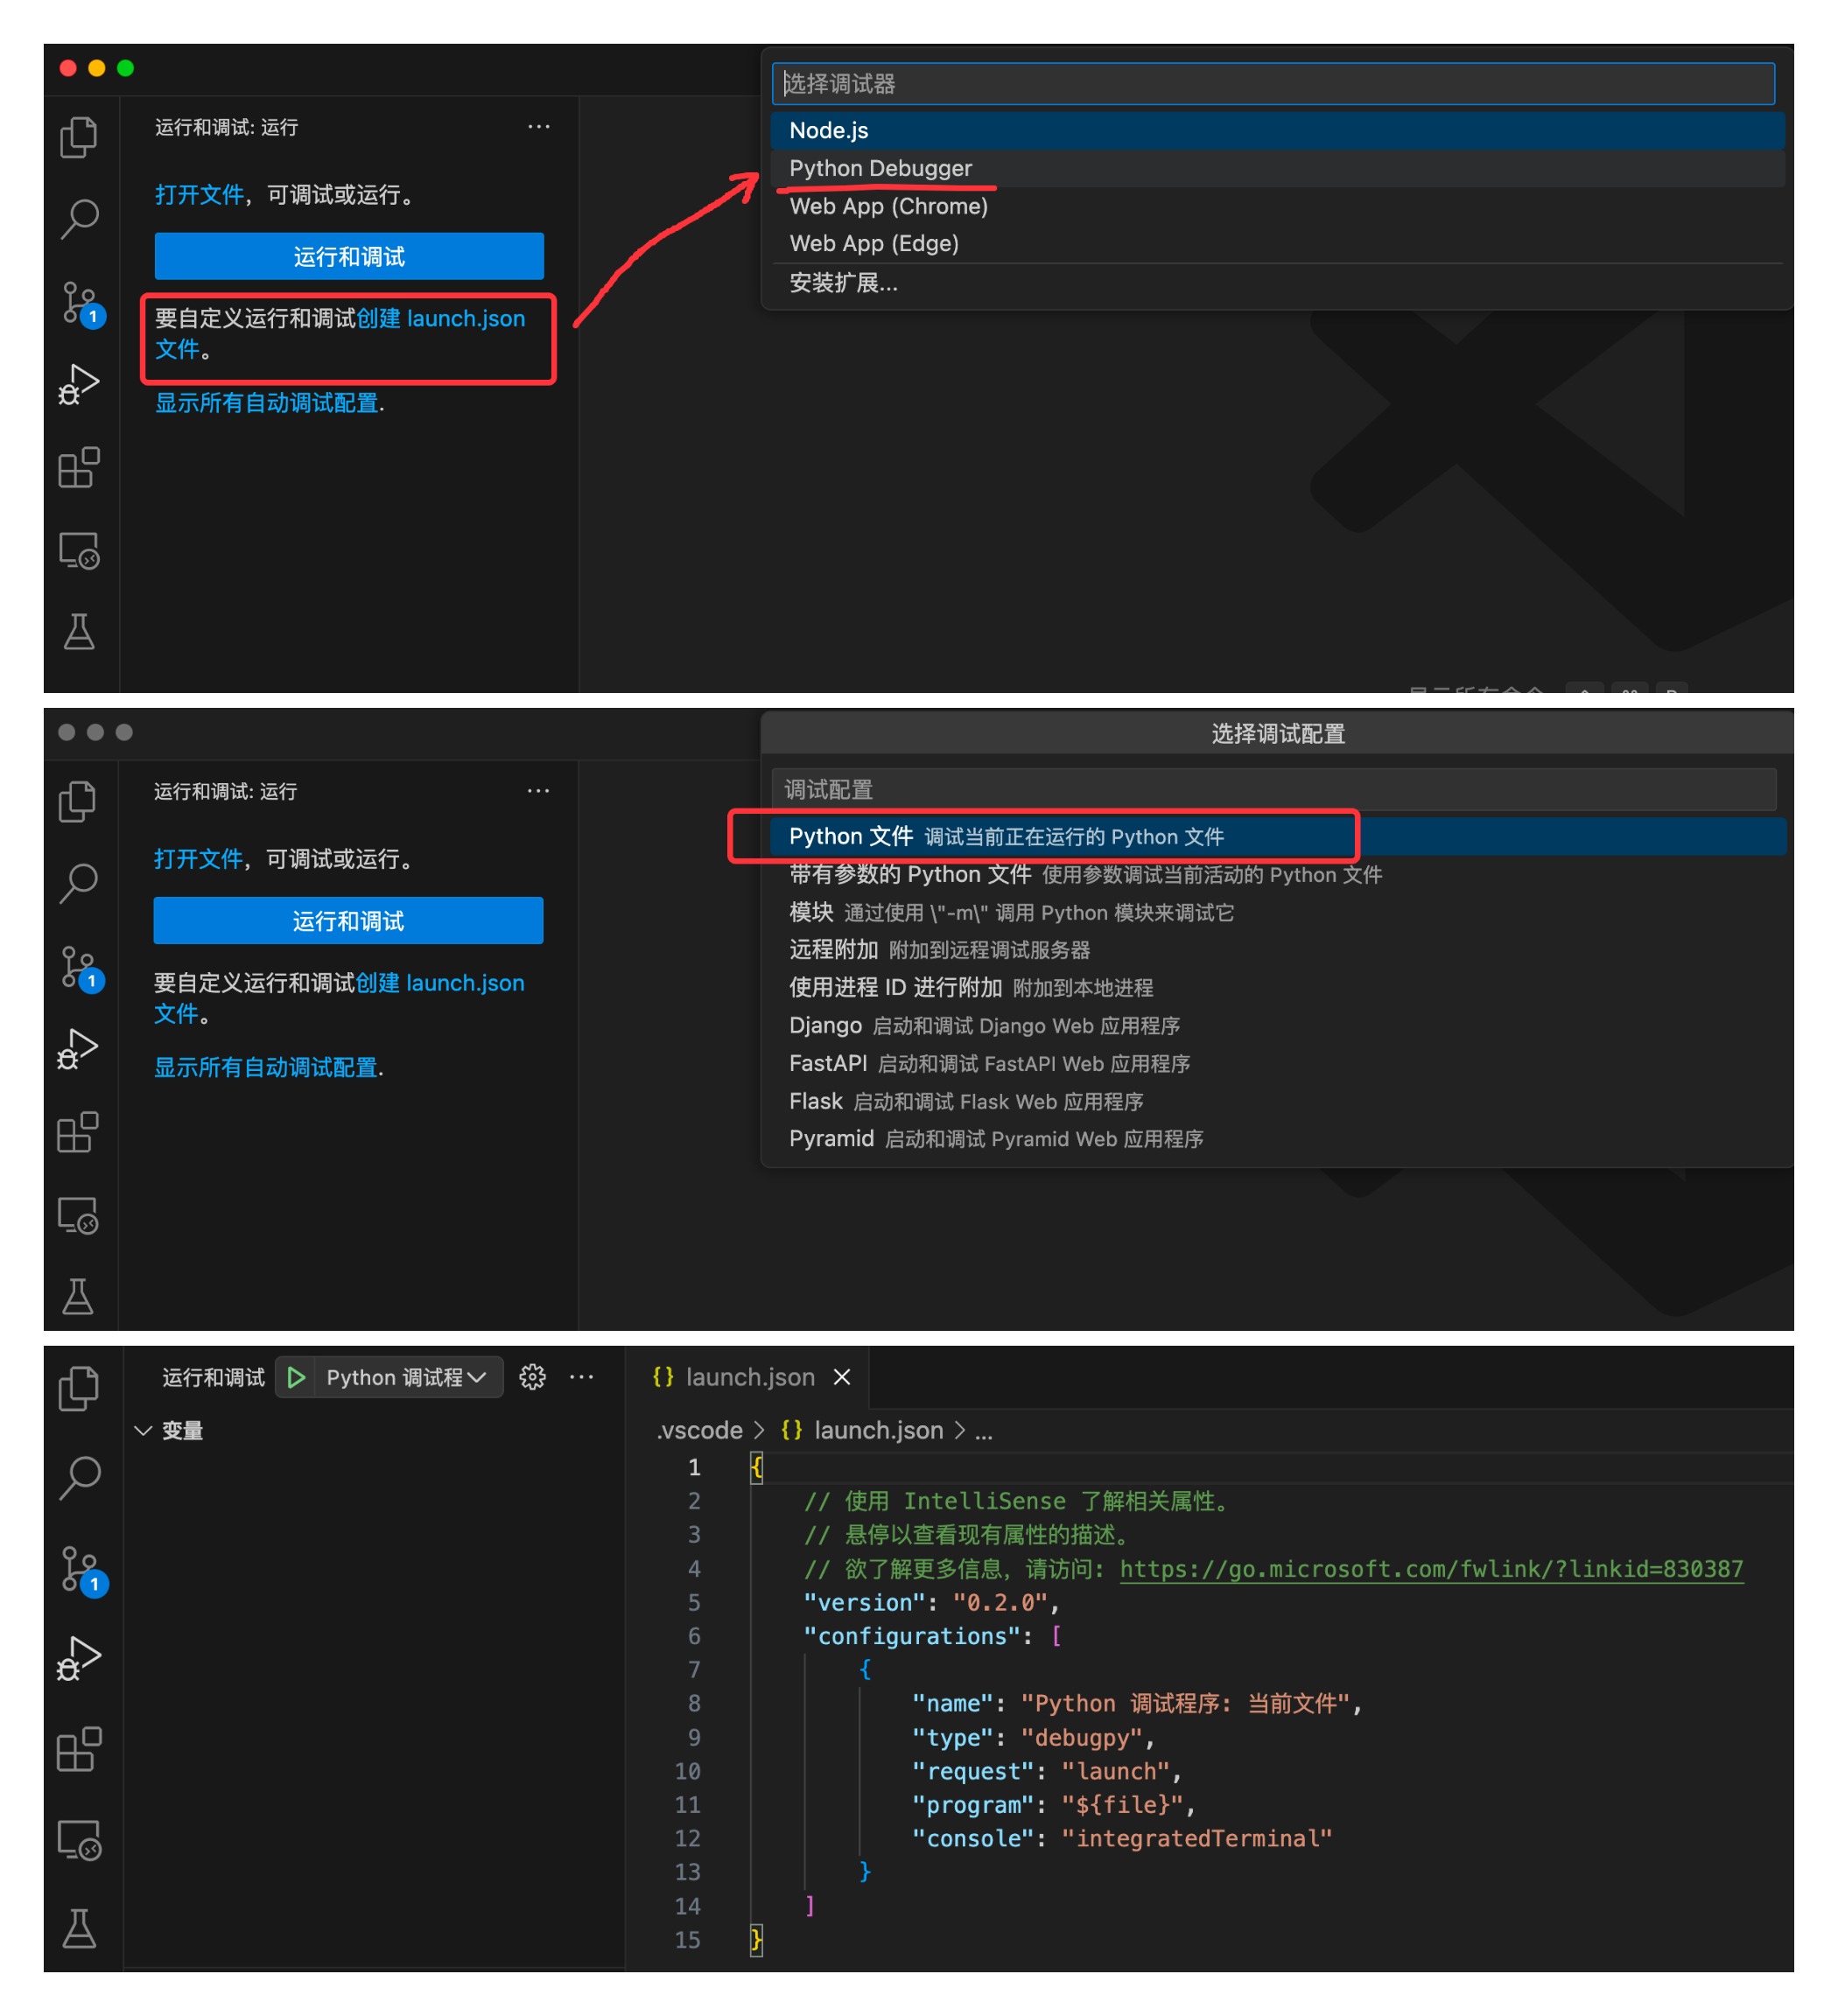 选择调试器
运行和调试: 运行
Node.js
Python Debugger
Web App (Chrome)
Web App (Edge)
安装扩展...
打开文件，可调试或运行。
运行和调试
要自定义运行和调试创建 launch.json
文件。
显示所有自动调试配置.
1
选择调试配置
调试配置
运行和调试: 运行
Python 文件 调试当前正在运行的 Python 文件
带有参数的 Python 文件 使用参数调试当前活动的 Python 文件
模块 通过使用 \"-m\" 调用 Python 模块来调试它
远程附加 附加到远程调试服务器
使用进程 ID 进行附加 附加到本地进程
Django 启动和调试 Django Web 应用程序
FastAPI 启动和调试 FastAPI Web 应用程序
Flask 启动和调试 Flask Web 应用程序
Pyramid 启动和调试 Pyramid Web 应用程序
打开文件，可调试或运行。
运行和调试
要自定义运行和调试创建 launch.json
文件。
显示所有自动调试配置.
1
运行和调试 Python 调试程
变量
1
{} launch.json
.vscode > {} launch.json > ...
1 {
2 // 使用 IntelliSense 了解相关属性。
3 // 悬停以查看现有属性的描述。
4 // 欲了解更多信息，请访问: https://go.microsoft.com/fwlink/?linkid=830387
5 "version": "0.2.0",
6 "configurations": [
7 {
8 "name": "Python 调试程序: 当前文件",
9 "type": "debugpy",
10 "request": "launch",
11 "program": "${file}",
12 "console": "integratedTerminal"
13 }
14 ]
15 }